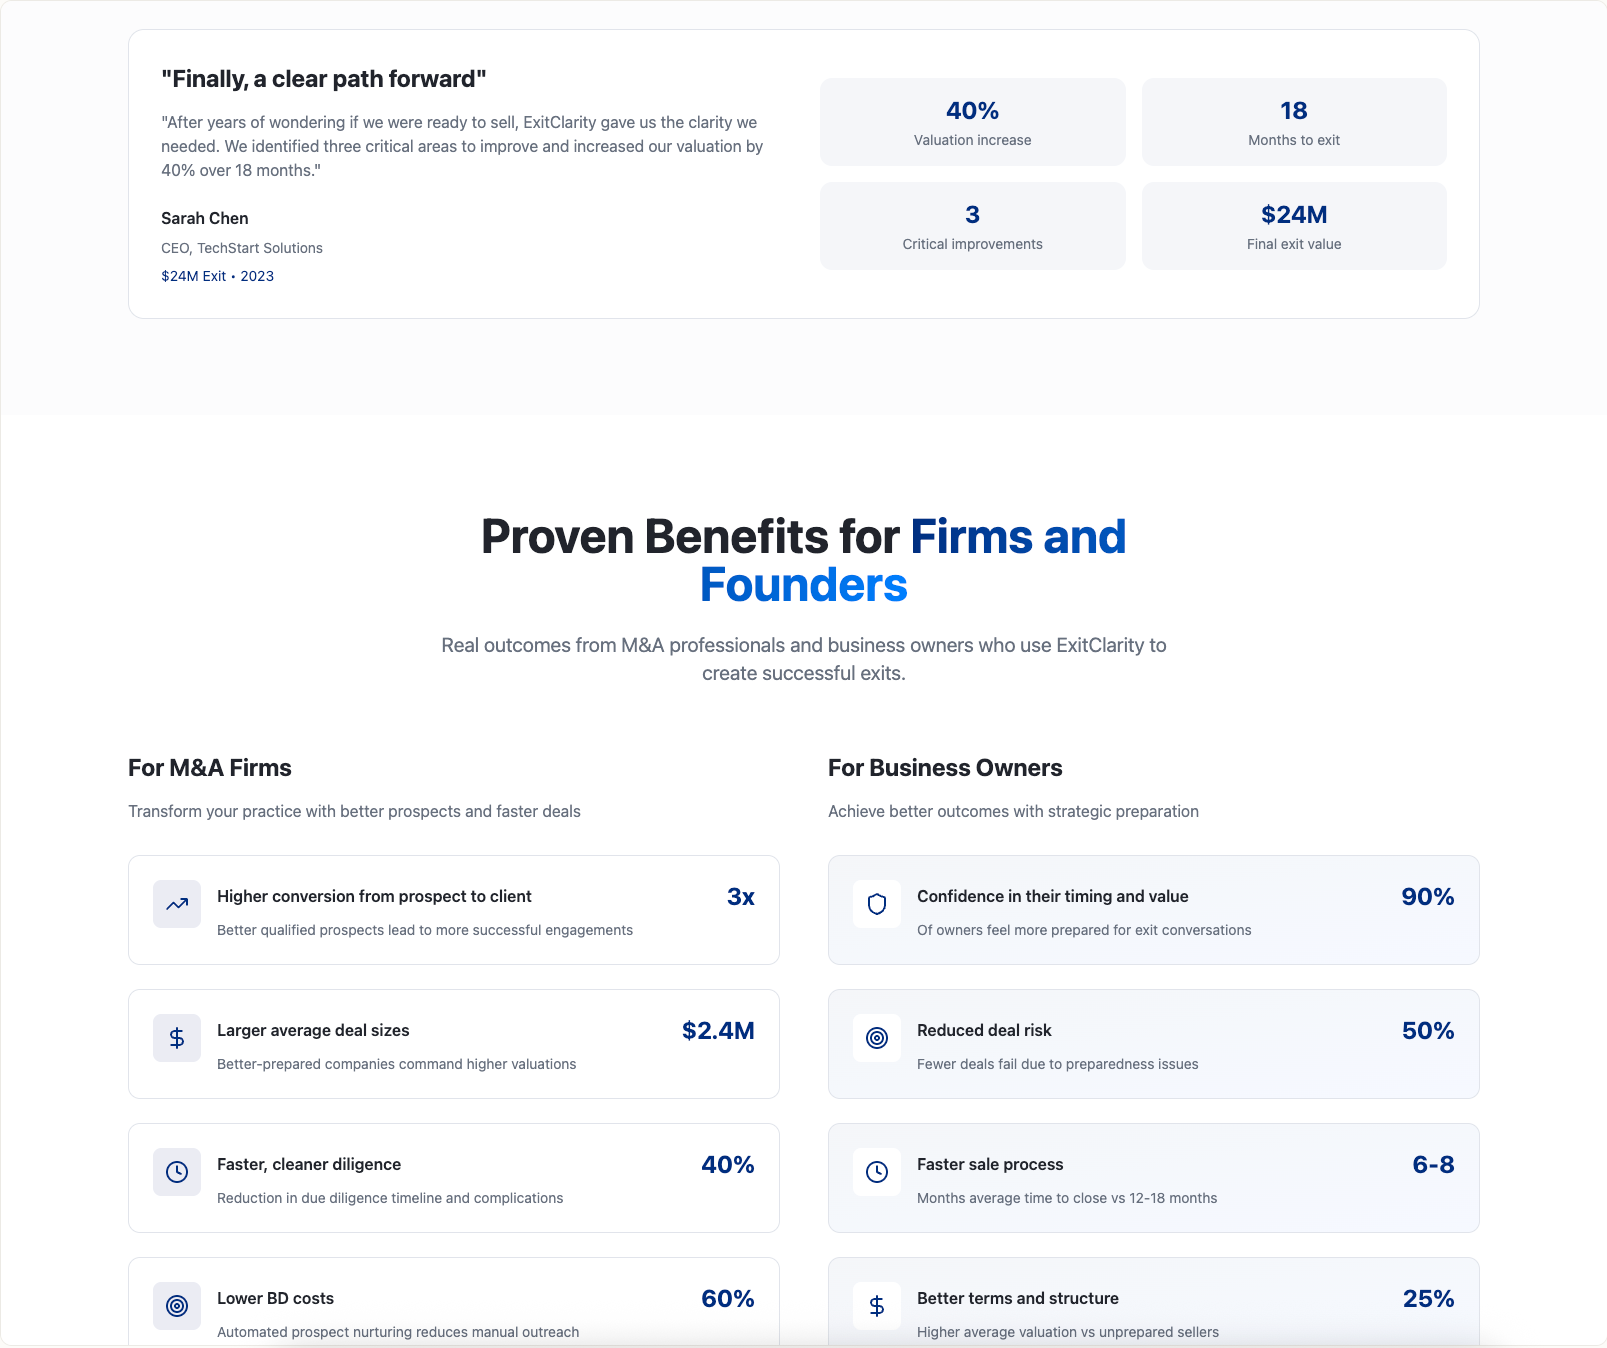 "Finally, a clear path forward"
"After years of wondering if we were ready to sell, ExitClarity gave us the clarity we
needed. We identified three critical areas to improve and increased our valuation by
40% over 18 months."
Sarah Chen
CEO, TechStart Solutions
$24M Exit • 2023
40%
Valuation increase
18
Months to exit
3
Critical improvements
$24M
Final exit value
Proven Benefits for Firms and
Founders
Real outcomes from M&A professionals and business owners who use ExitClarity to
create successful exits.
For M&A Firms
Transform your practice with better prospects and faster deals
Higher conversion from prospect to client
3x
Better qualified prospects lead to more successful engagements
Larger average deal sizes
$2.4M
Better-prepared companies command higher valuations
Faster, cleaner diligence
40%
Reduction in due diligence timeline and complications
Lower BD costs
60%
Automated prospect nurturing reduces manual outreach
For Business Owners
Achieve better outcomes with strategic preparation
Confidence in their timing and value
90%
Of owners feel more prepared for exit conversations
Reduced deal risk
50%
Fewer deals fail due to preparedness issues
Faster sale process
6-8
Months average time to close vs 12-18 months
Better terms and structure
25%
Higher average valuation vs unprepared sellers